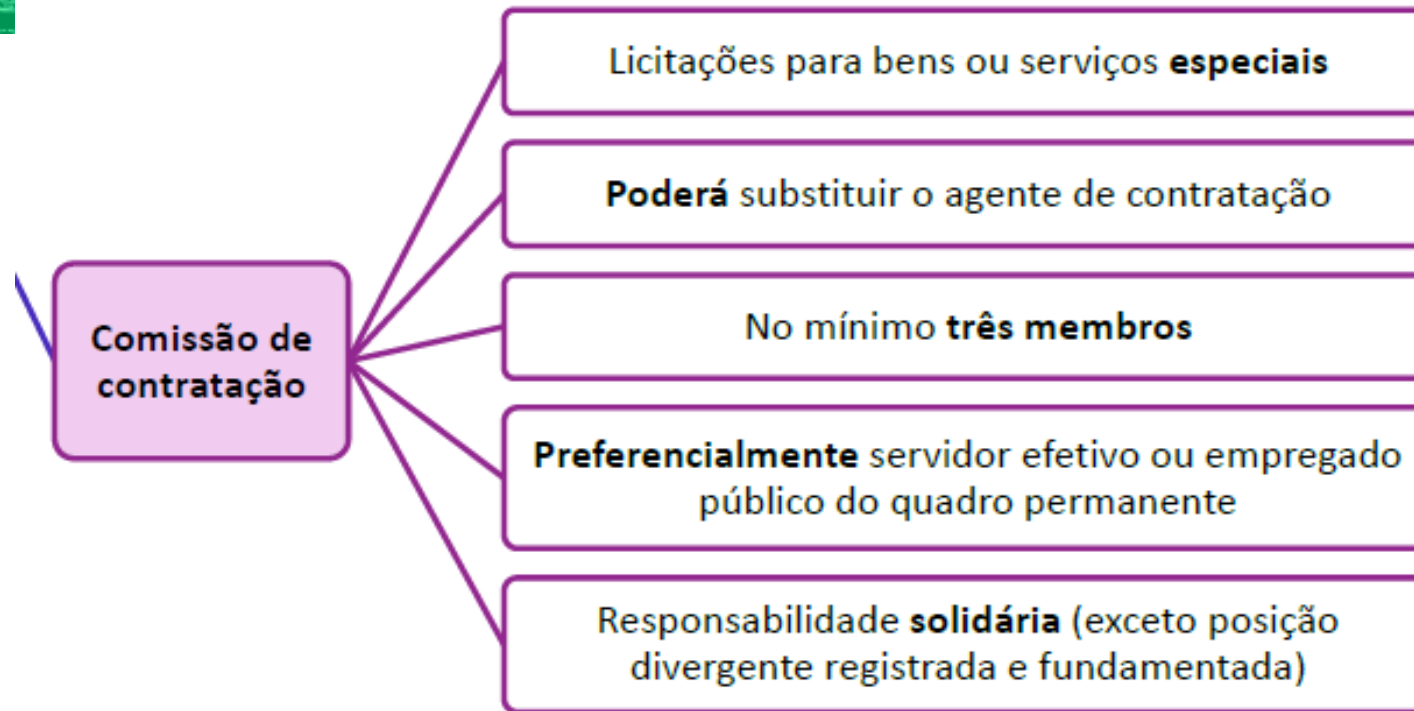 Licitações para bens ou serviços especiais
Poderá substituir o agente de contratação
Comissão de
contratação
No mínimo três membros
Preferencialmente servidor efetivo ou empregado
público do quadro permanente
Responsabilidade solidária (exceto posição
divergente registrada e fundamentada)